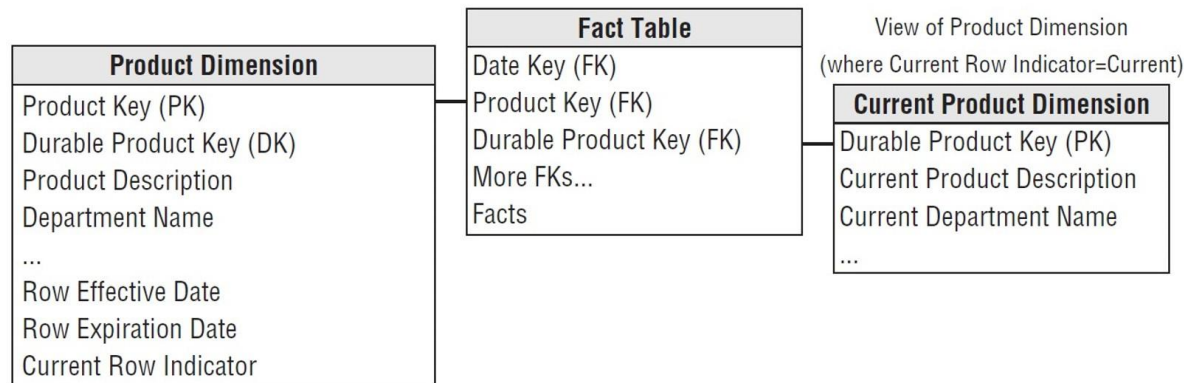 Product Dimension
Product Key (PK)
Durable Product Key (DK)
Product Description
Department Name
...
Row Effective Date
Row Expiration Date
Current Row Indicator
Fact Table
Date Key (FK)
Product Key (FK)
Durable Product Key (FK)
More FKs...
Facts
View of Product Dimension
(where Current Row Indicator=Current)
Current Product Dimension
Durable Product Key (PK)
Current Product Description
Current Department Name
...